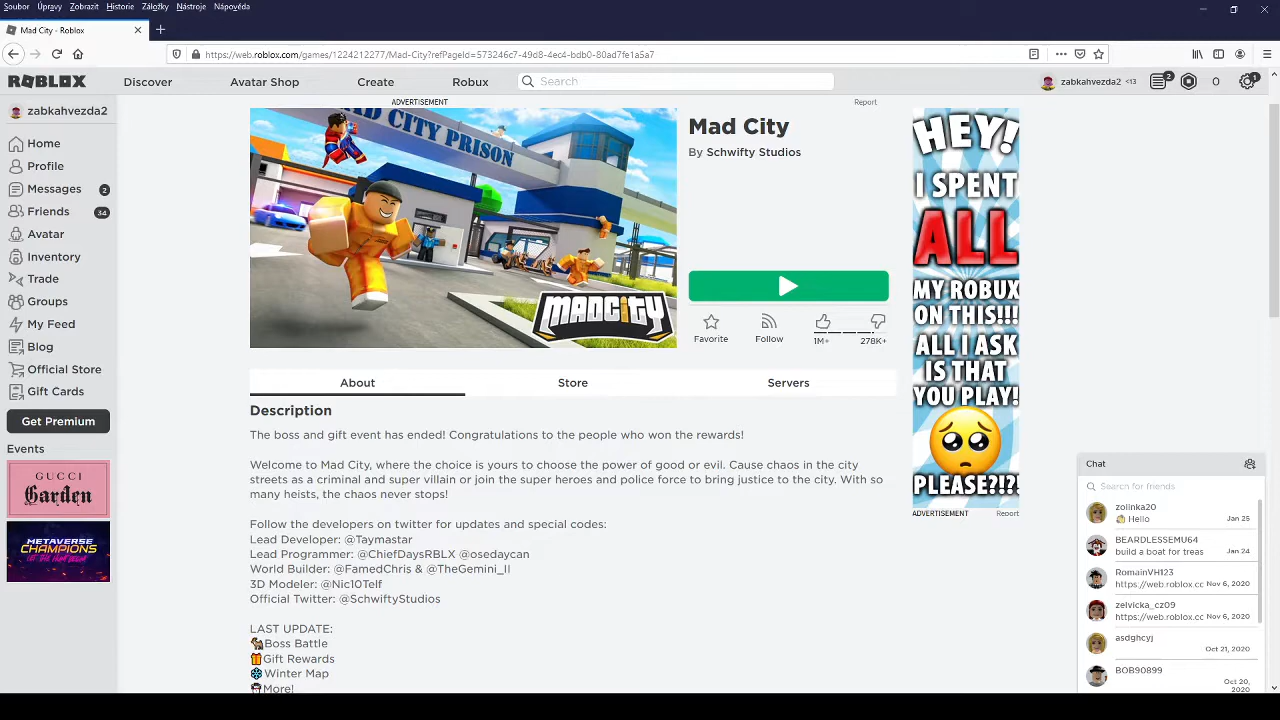 Soubor Úpravy Zobrazit Historie Záložky Nástroje Nápověda
Mad City - Roblox
https://web.roblox.com/games/1224212277/Mad-City?refPageId=573246c7-49d8-4ec4-bdb0-80ad7fe1a5a7
ROBLOX Discover Avatar Shop Create Robux Search zabkahvezda2 <13 2 0 1
zabkahvezda2
Home
Profile
Messages 2
Friends 34
Avatar
Inventory
Trade
Groups
My Feed
Blog
Official Store
Gift Cards
Get Premium
Events
GUCCI
Garden
METAVERSE
CHAMPIONS
ADVERTISEMENT Report
MAD CITY PRISON
MADCITY
Mad City
By Schwifty Studios
Favorite Follow 1M+ 278K+
About Store Servers
Description
The boss and gift event has ended! Congratulations to the people who won the rewards!
Welcome to Mad City, where the choice is yours to choose the power of good or evil. Cause chaos in the city
streets as a criminal and super villain or join the super heroes and police force to bring justice to the city. With so
many heists, the chaos never stops!
Follow the developers on twitter for updates and special codes:
Lead Developer: @Taymastar
Lead Programmer: @ChiefDaysRBLX @osedaycan
World Builder: @FamedChris & @TheGemini_II
3D Modeler: @Nic10Telf
Official Twitter: @SchwiftyStudios
LAST UPDATE:
🐐Boss Battle
🎁Gift Rewards
❄Winter Map
More!
HEY!
I SPENT
ALL
MY ROBUX
ON THIS!!!
ALL I ASK
IS THAT
YOU PLAY!
PLEASE?!?!
ADVERTISEMENT Report
Chat
Search for friends
zolinka20
Hello Jan 25
BEARDLESSEMU64
build a boat for treas Jan 24
RomainVH123
https://web.roblox.cc Nov 6, 2020
zelvicka_cz09
https://web.roblox.cc Nov 6, 2020
asdghcyj
Oct 21, 2020
BOB90899
Oct 20,
2020